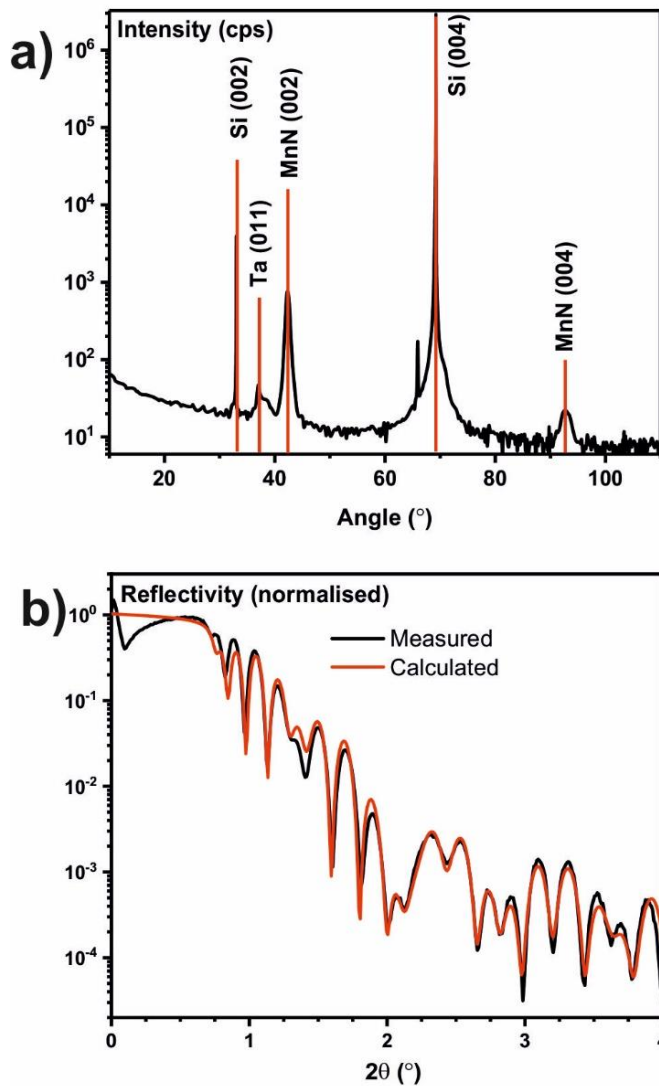 a)
Intensity (cps)
10⁶
10⁵
10⁴
10³
10²
10¹
Si (002)
Ta (011)
MnN (002)
Si (004)
MnN (004)
20 40 60 80 100
Angle (°)
b)
Reflectivity (normalised)
Measured
Calculated
10⁰
10⁻¹
10⁻²
10⁻³
10⁻⁴
0 1 2 3 4
2θ (°)